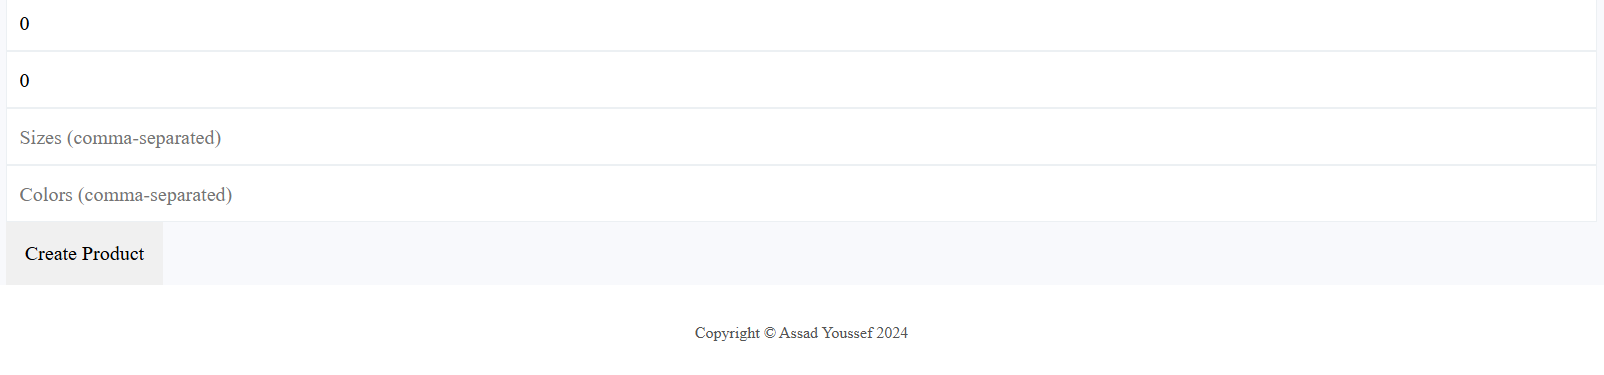 0
0
Sizes (comma-separated)
Colors (comma-separated)
Create Product
Copyright © Assad Youssef 2024